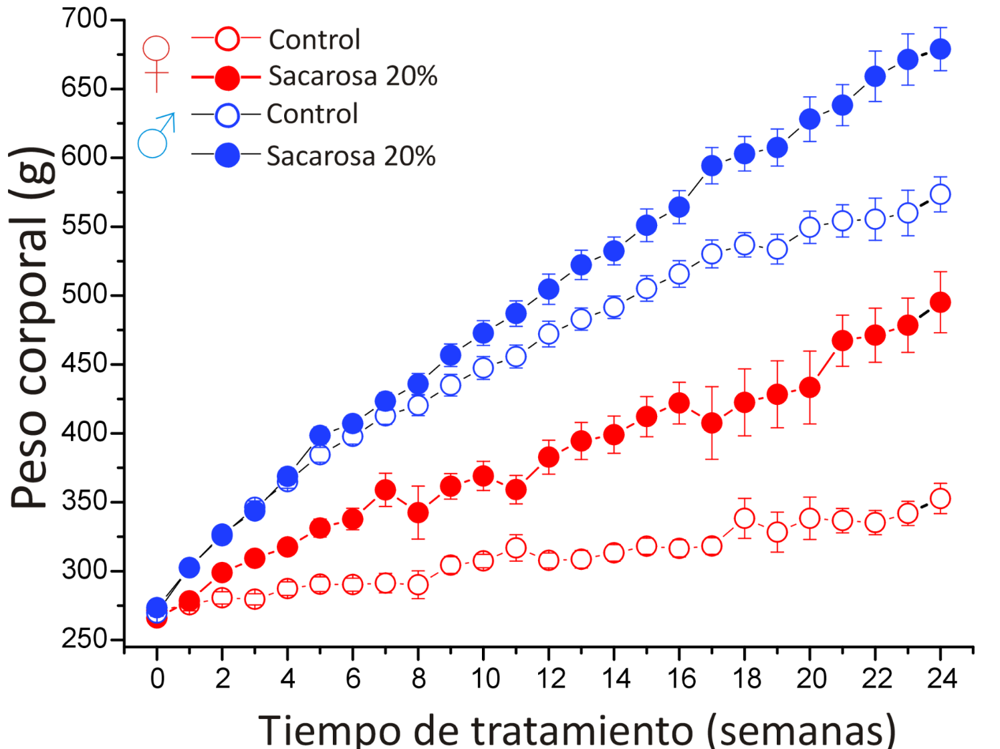 Control
Sacarosa 20%
Control
Sacarosa 20%
Peso corporal (g)
700
650
600
550
500
450
400
350
300
250
0 2 4 6 8 10 12 14 16 18 20 22 24
Tiempo de tratamiento (semanas)